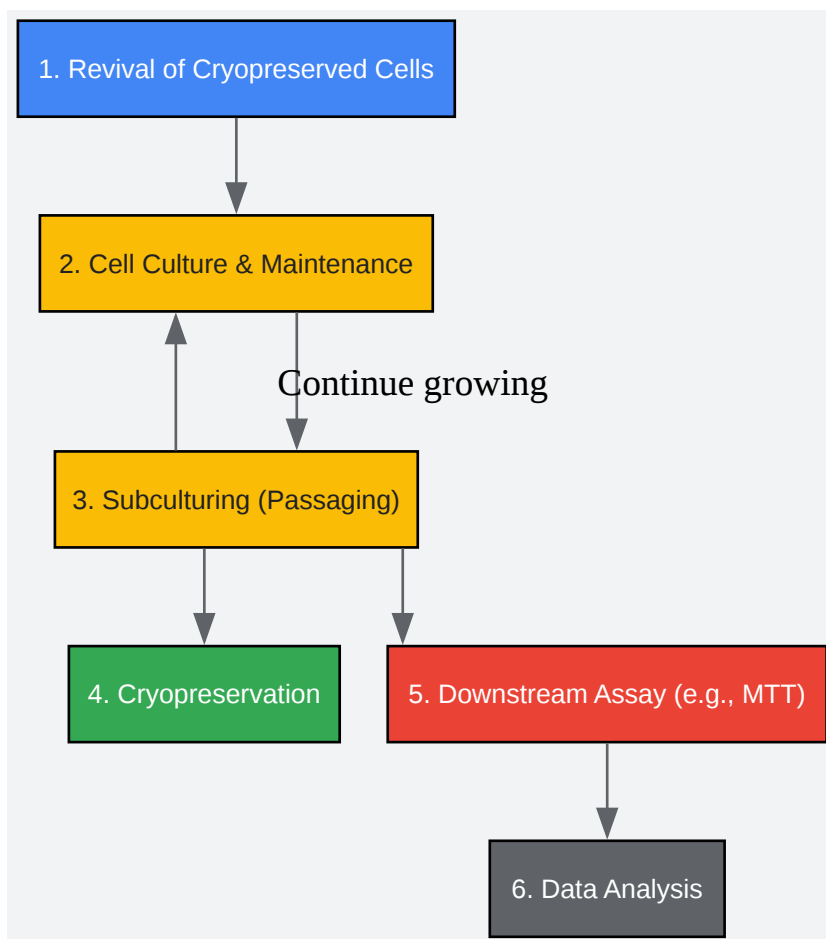 1. Revival of Cryopreserved Cells
2. Cell Culture & Maintenance
Continue growing
3. Subculturing (Passaging)
4. Cryopreservation
5. Downstream Assay (e.g., MTT)
6. Data Analysis